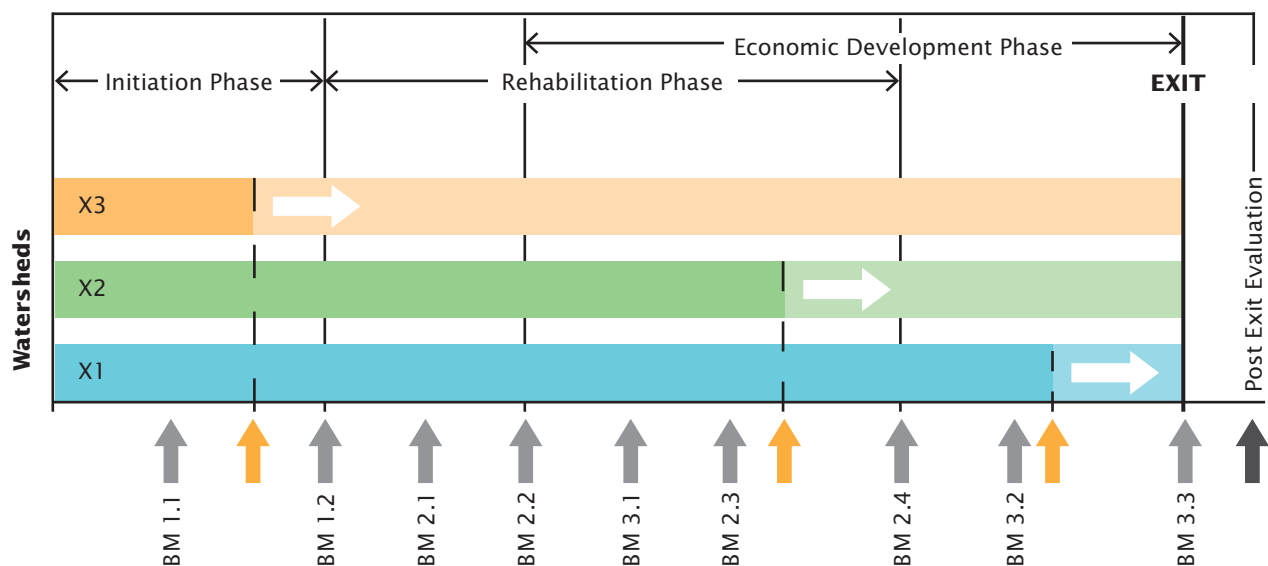 Economic Development Phase
Initiation Phase
Rehabilitation Phase
EXIT
Watersheds
X3
X2
X1
Post Exit Evaluation
BM 1.1
BM 1.2
BM 2.1
BM 2.2
BM 3.1
BM 2.3
BM 2.4
BM 3.2
BM 3.3